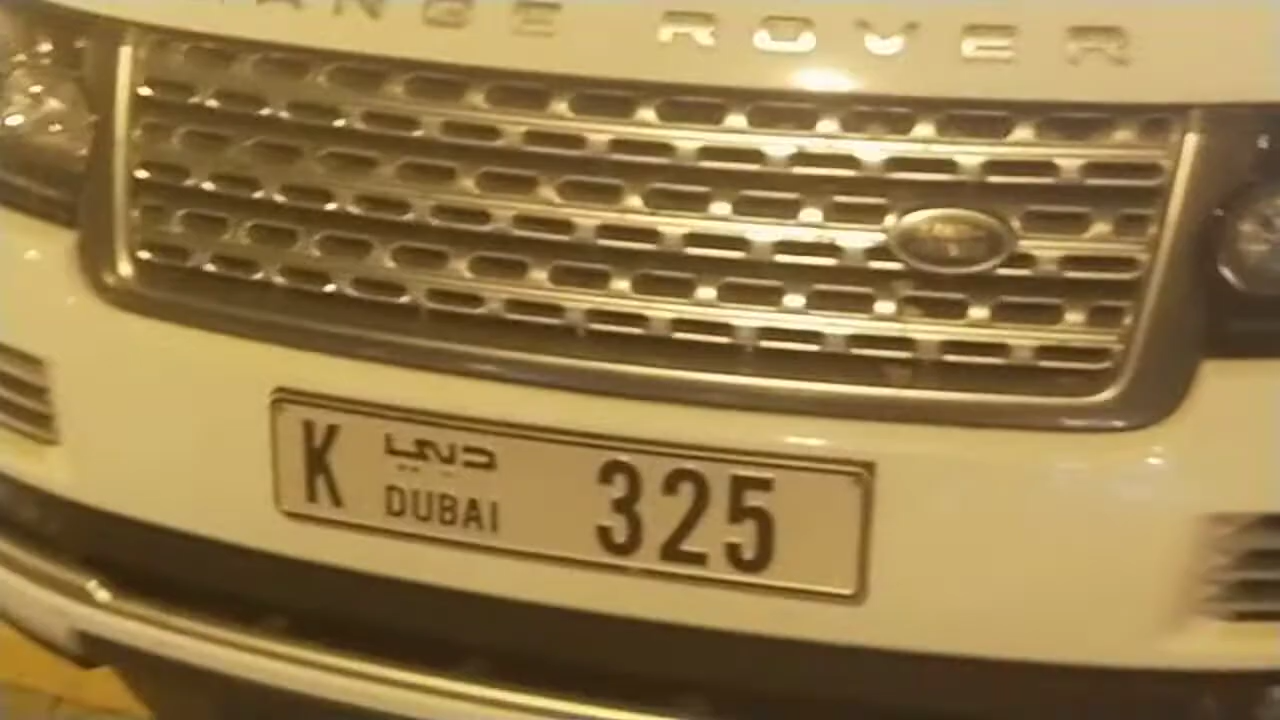 RANGE ROVER
K دبي DUBAI 325